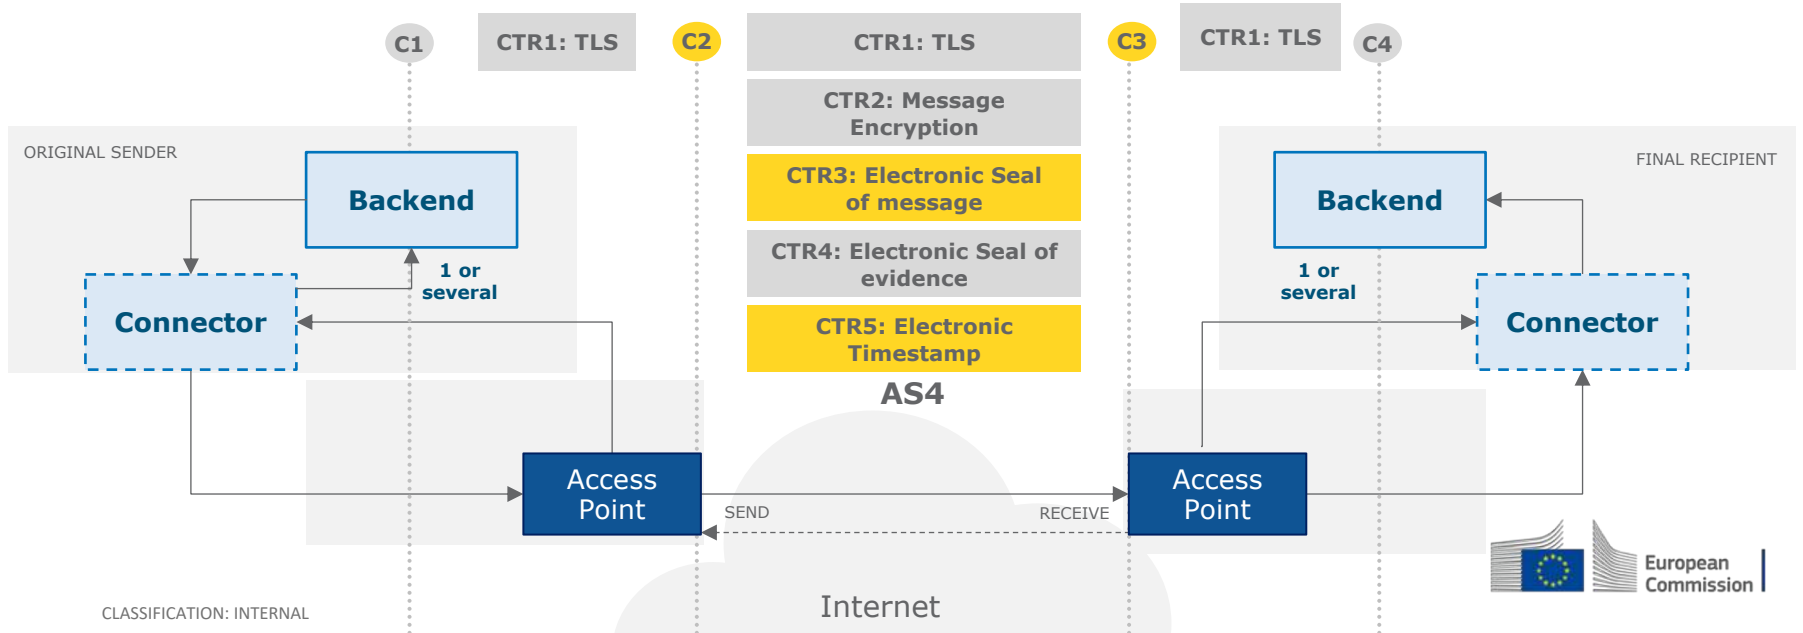 C1
CTR1: TLS
C2
CTR1: TLS
C3
CTR1: TLS
C4
CTR2: Message
Encryption
ORIGINAL SENDER
FINAL RECIPIENT
Backend
CTR3: Electronic Seal
of message
Backend
1 or
several
CTR4: Electronic Seal of
evidence
1 or
several
Connector
CTR5: Electronic
Timestamp
Connector
AS4
Access
Point
SEND
RECEIVE
Access
Point
Internet
European
Commission
CLASSIFICATION: INTERNAL